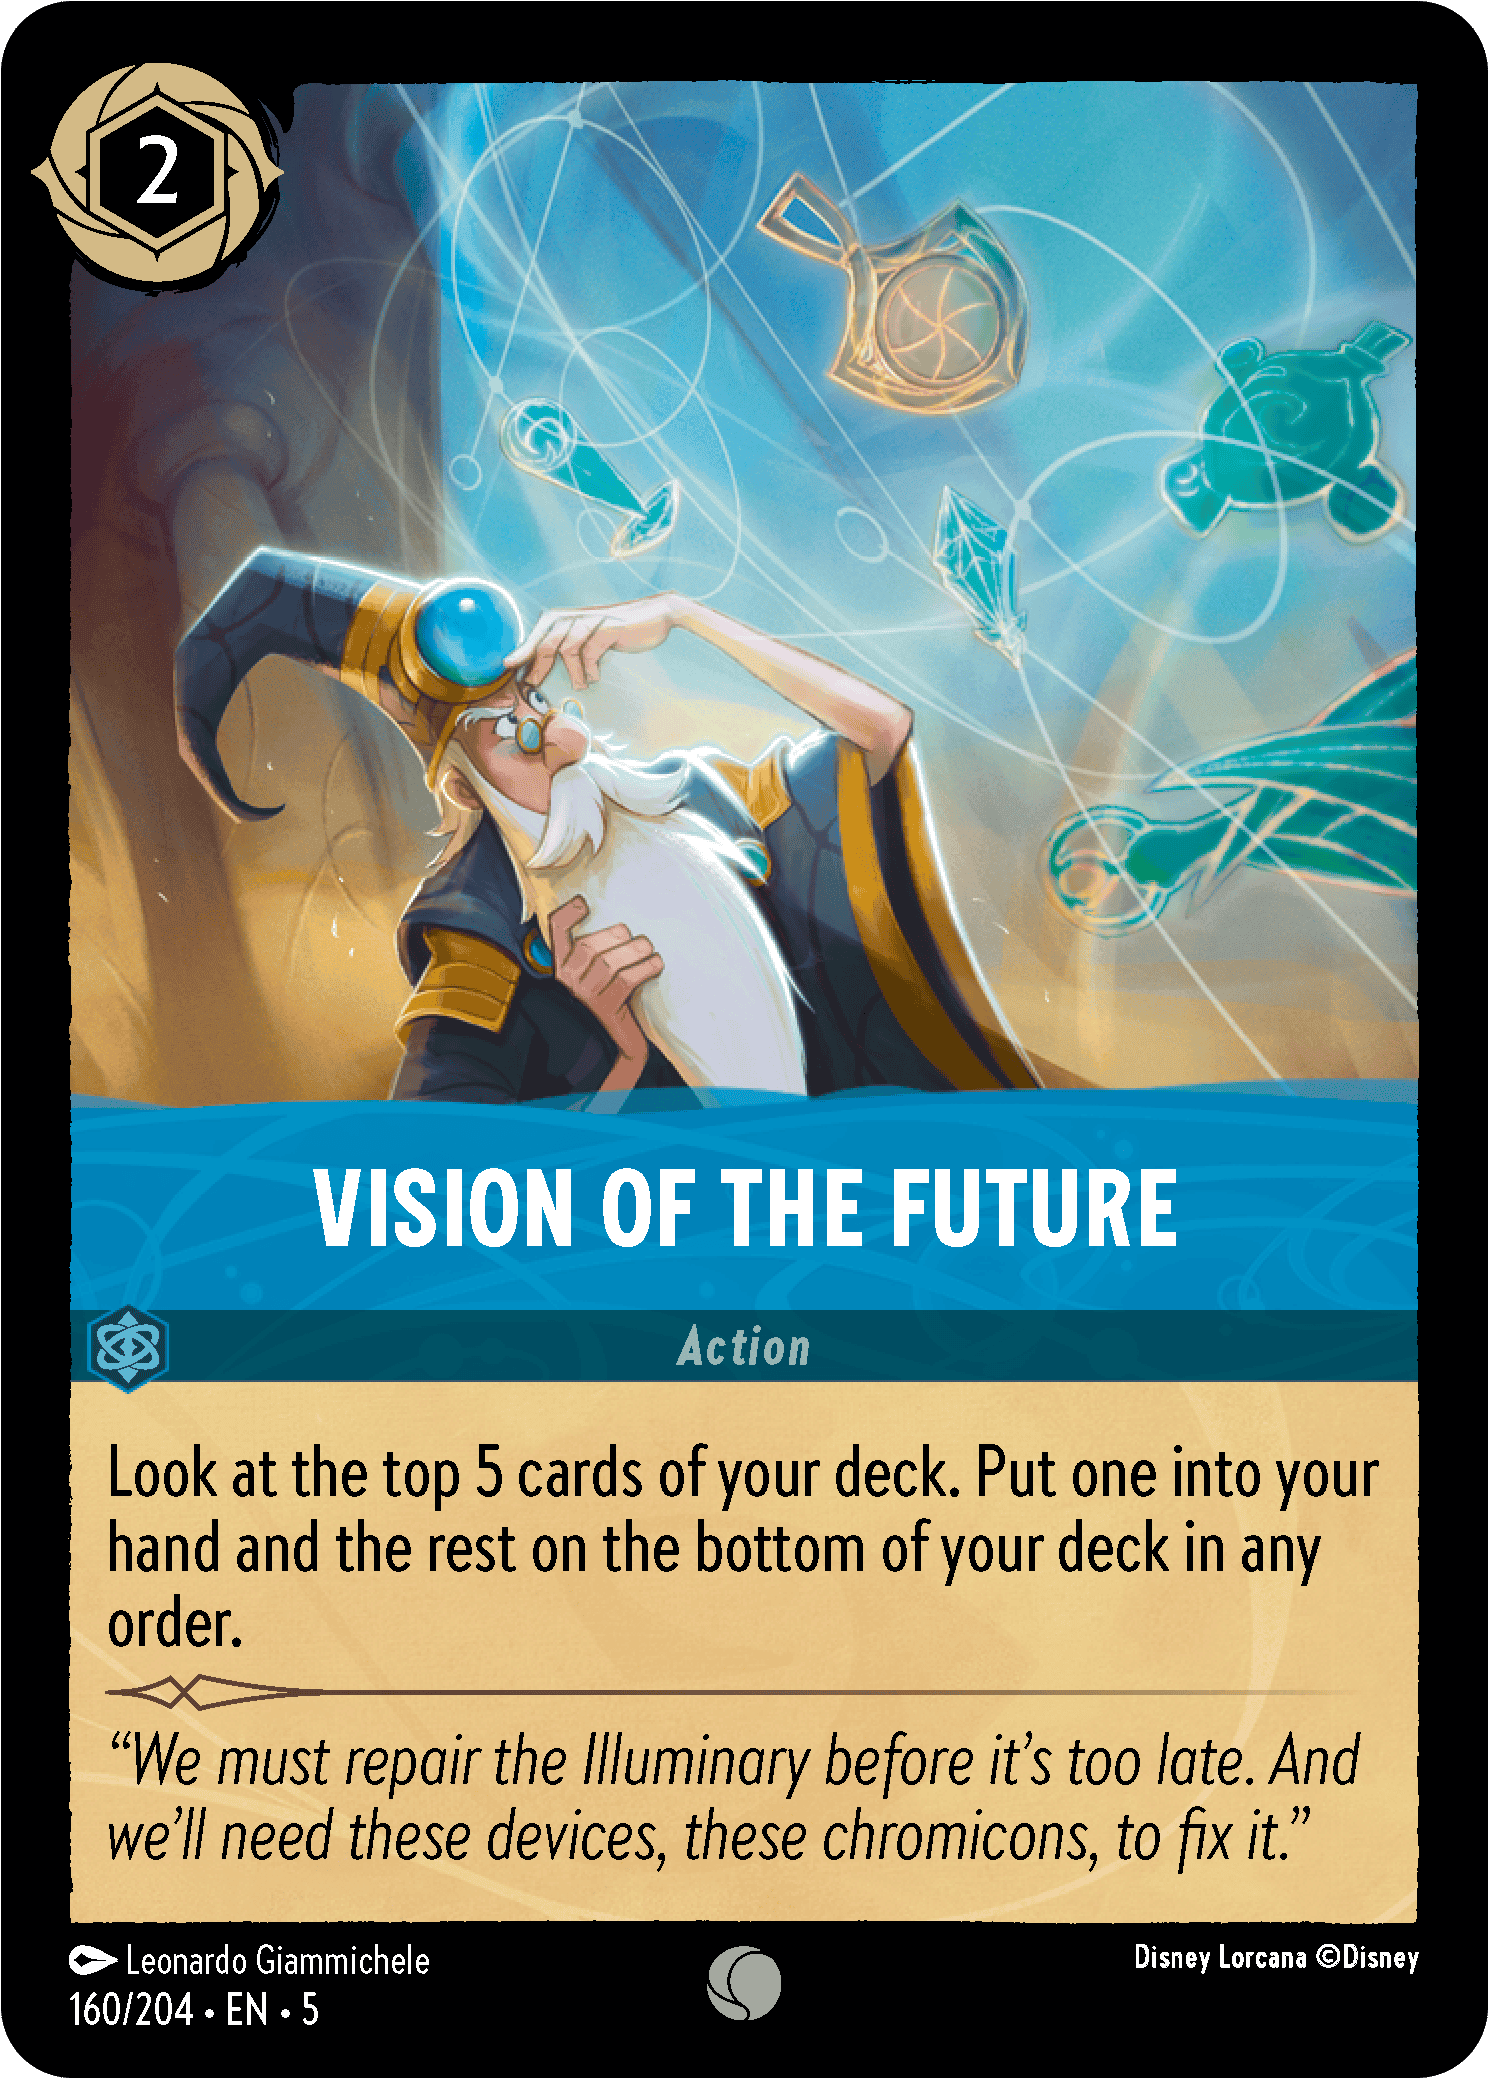 2
VISION OF THE FUTURE
Action
Look at the top 5 cards of your deck. Put one into your
hand and the rest on the bottom of your deck in any
order.
“We must repair the Illuminary before it’s too late. And
we’ll need these devices, these chromicons, to fix it.”
Leonardo Giammichele
Disney Lorcana ©Disney
160/204 • EN • 5